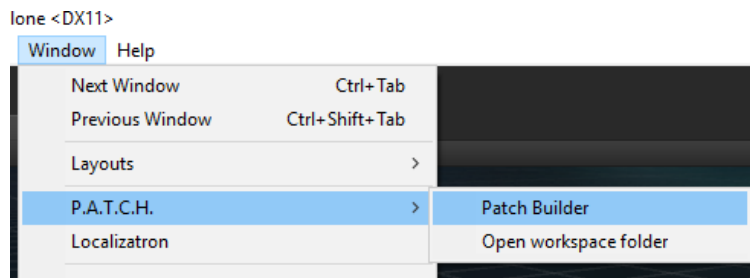 lone <DX11>
Window Help
Next Window Ctrl+Tab
Previous Window Ctrl+Shift+Tab
Layouts >
P.A.T.C.H. > Patch Builder
Localizatron Open workspace folder